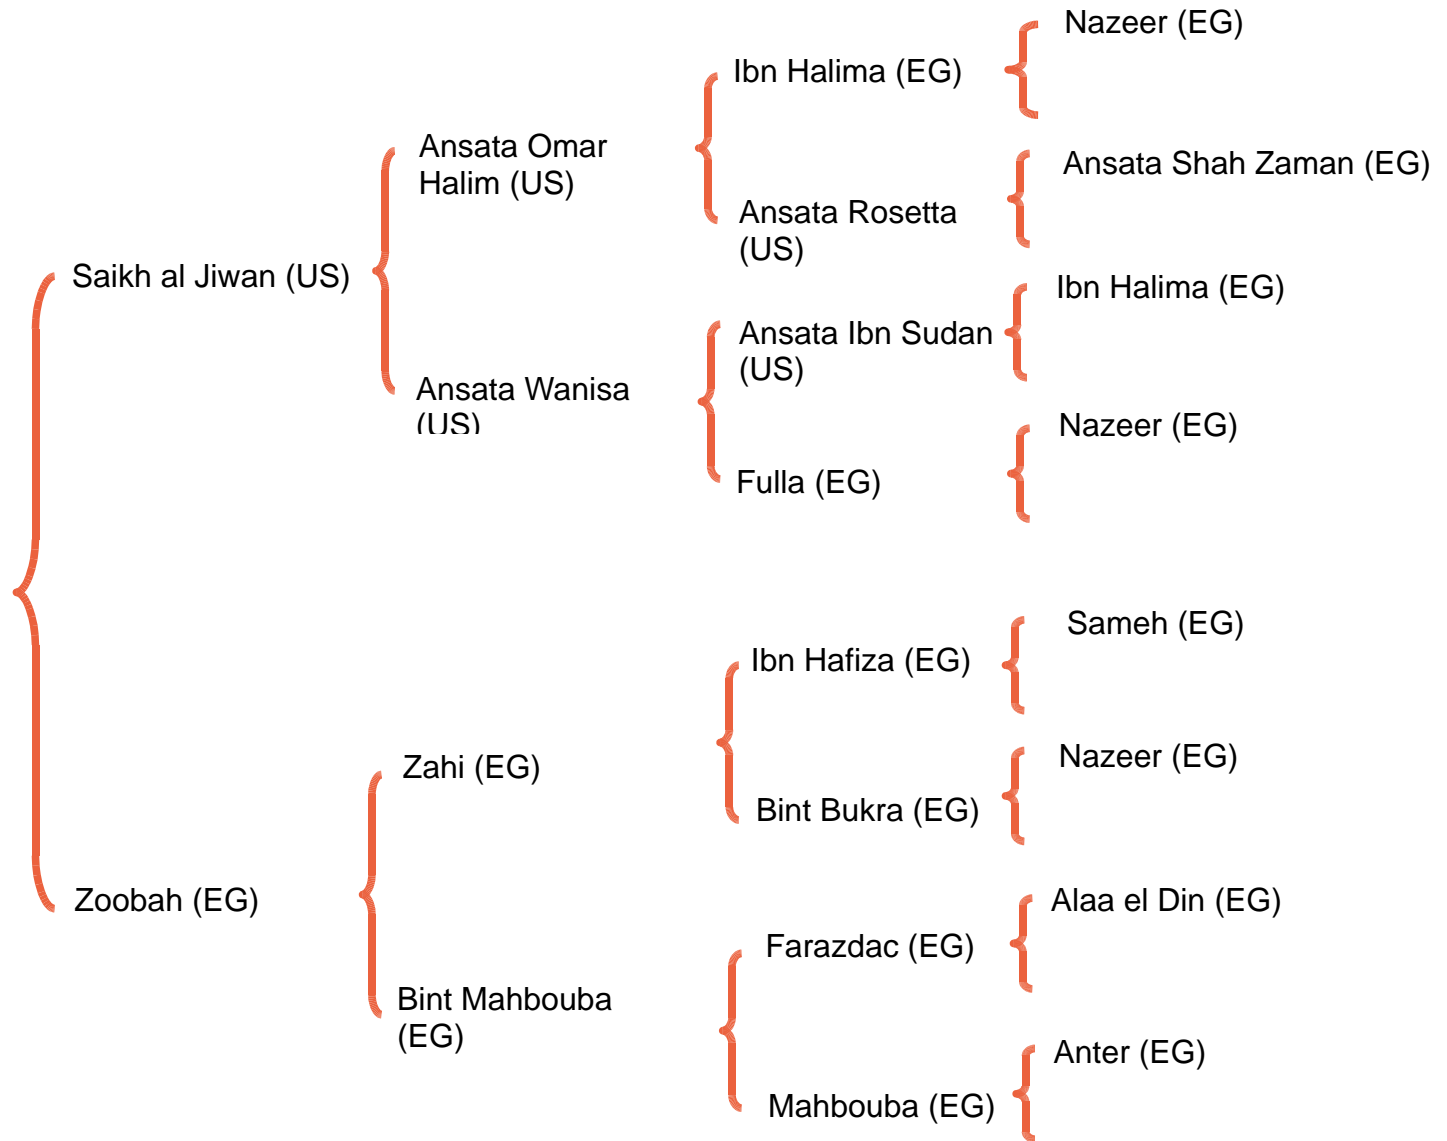 Nazeer (EG)
Ibn Halima (EG)
Ansata Omar
Halim (US)
Ansata Shah Zaman (EG)
Ansata Rosetta
(US)
Saikh al Jiwan (US)
Ibn Halima (EG)
Ansata Ibn Sudan
(US)
Ansata Wanisa
(US)
Nazeer (EG)
Fulla (EG)
Sameh (EG)
Ibn Hafiza (EG)
Zahi (EG)
Nazeer (EG)
Bint Bukra (EG)
Zoobah (EG)
Alaa el Din (EG)
Farazdac (EG)
Bint Mahbouba
(EG)
Anter (EG)
Mahbouba (EG)